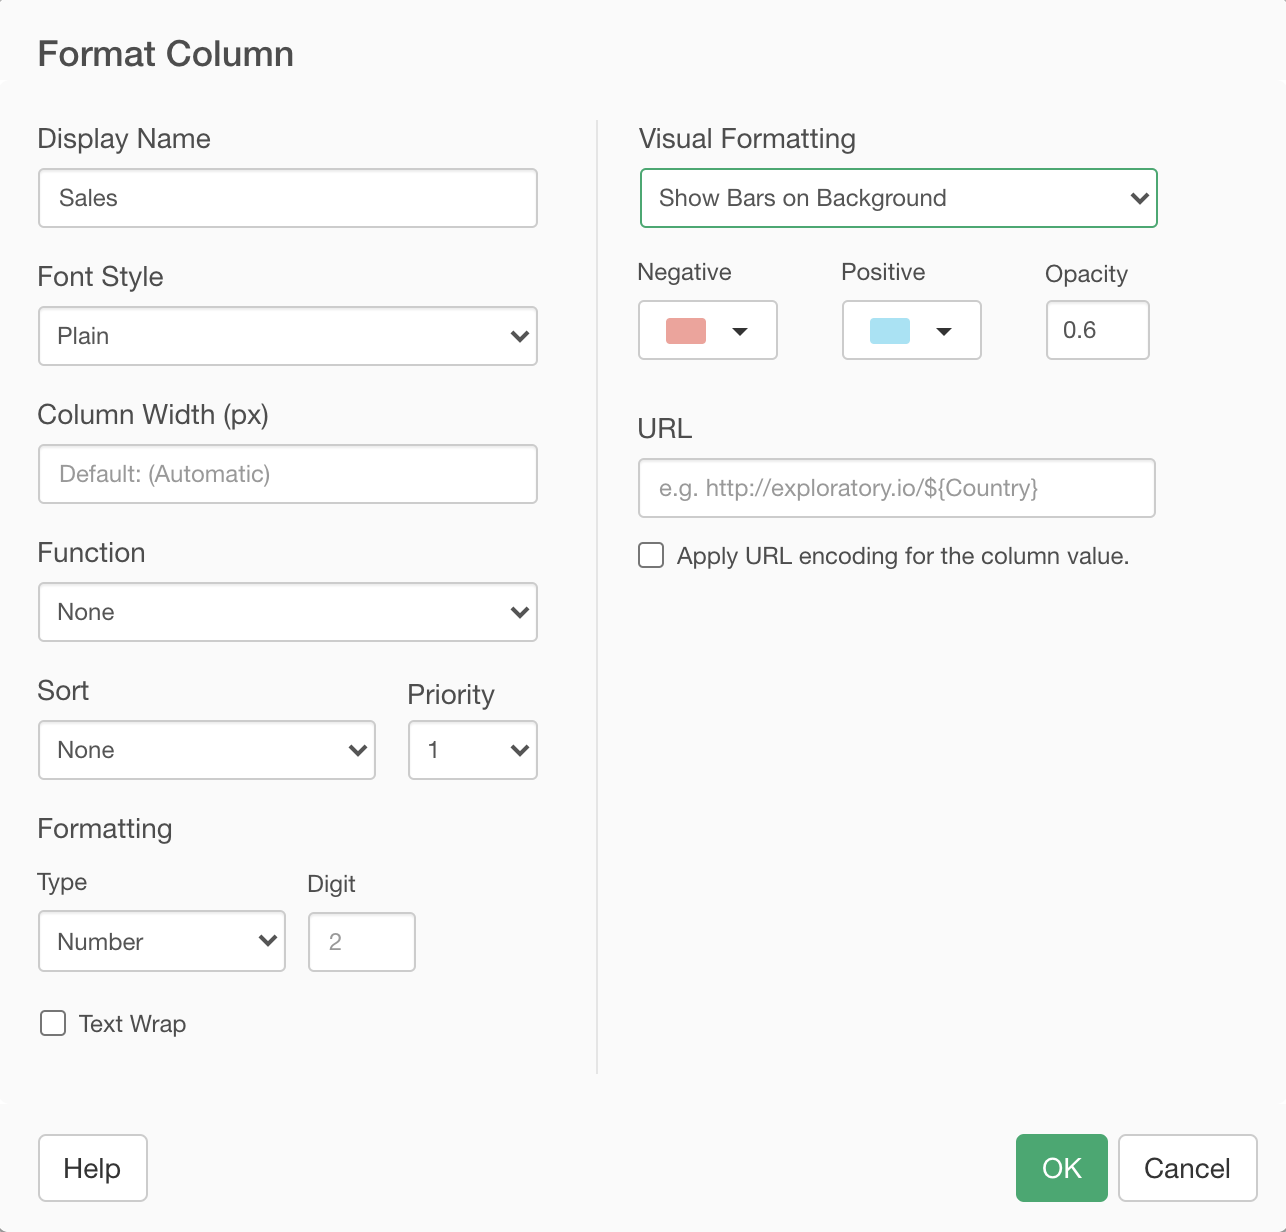 Format Column
Display Name
Sales
Font Style
Plain
Column Width (px)
Default: (Automatic)
Function
None
Sort
Priority
None
1
Formatting
Type
Digit
Number
2
Text Wrap
Visual Formatting
Show Bars on Background
Negative
Positive
Opacity
0.6
URL
e.g. http://exploratory.io/${Country}
Apply URL encoding for the column value.
Help
OK
Cancel